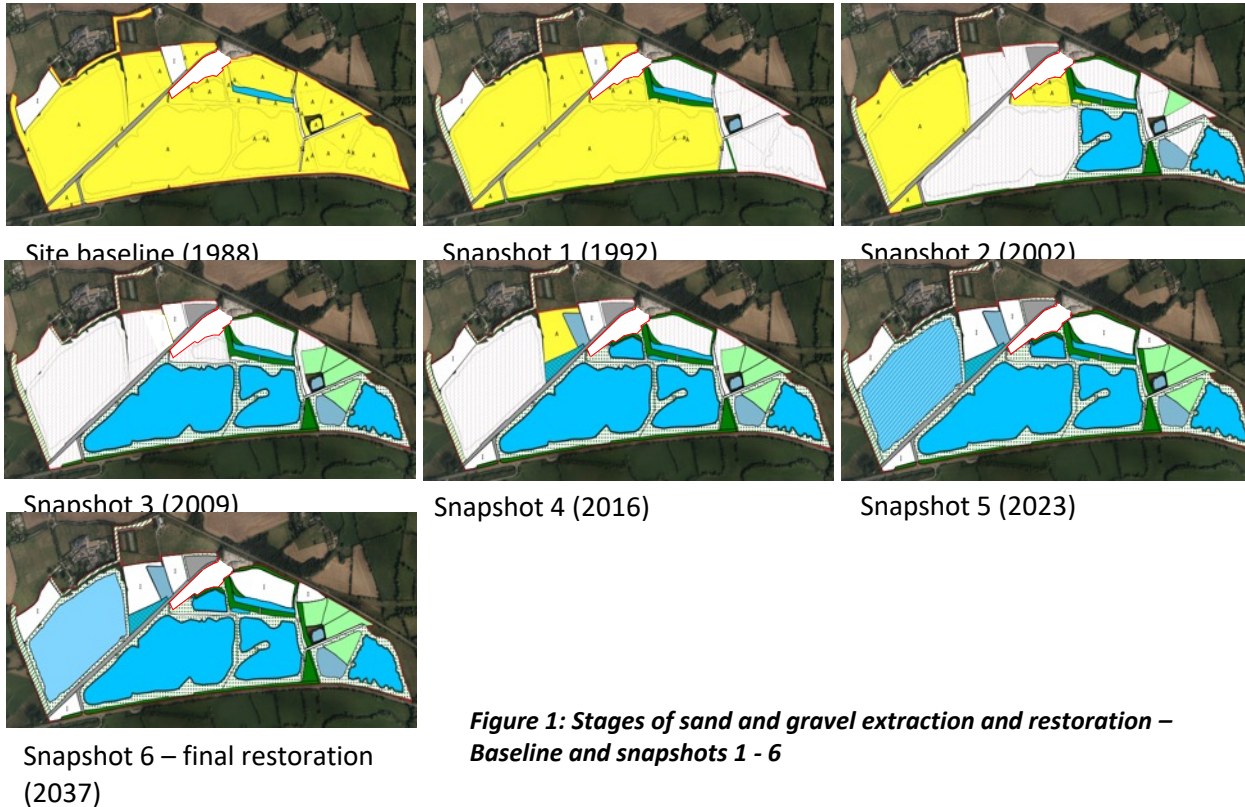 Site baseline (1988)
Snapshot 1 (1992)
Snapshot 2 (2002)
Snapshot 3 (2009)
Snapshot 4 (2016)
Snapshot 5 (2023)
Snapshot 6 – final restoration
(2037)
Figure 1: Stages of sand and gravel extraction and restoration –
Baseline and snapshots 1 - 6